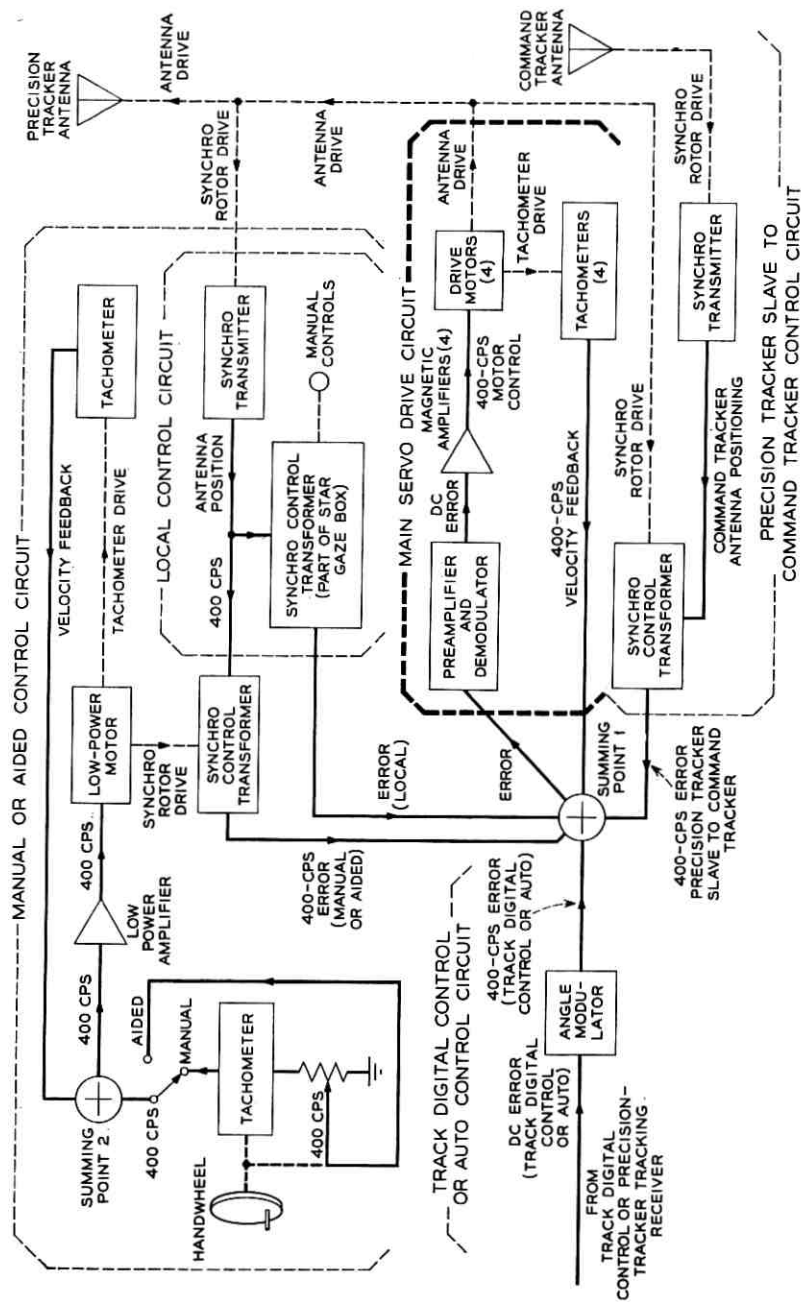 MANUAL OR AIDED CONTROL CIRCUIT
VELOCITY FEEDBACK
SUMMING
POINT 2
400 CPS
LOW
POWER
AMPLIFIER
400 CPS
LOW-POWER
MOTOR
TACHOMETER DRIVE
TACHOMETER
400 CPS
AIDED
MANUAL
HANDWHEEL
TACHOMETER
400 CPS
SYNCHRO
ROTOR
DRIVE
SYNCHRO
CONTROL
TRANSFORMER
400-CPS
ERROR
(MANUAL
OR AIDED)
LOCAL CONTROL CIRCUIT
400 CPS
ANTENNA
POSITION
SYNCHRO
TRANSMITTER
SYNCHRO CONTROL
TRANSFORMER
(PART OF STAR
GAZE BOX)
MANUAL
CONTROLS
ERROR
(LOCAL)
SYNCHRO
ROTOR DRIVE
PRECISION
TRACKER
ANTENNA
ANTENNA
DRIVE
ANTENNA
DRIVE
MAIN SERVO DRIVE CIRCUIT
ERROR
PREAMPLIFIER
AND
DEMODULATOR
DC
ERROR
MAGNETIC
AMPLIFIERS (4)
400-CPS
MOTOR
CONTROL
DRIVE
MOTORS
(4)
ANTENNA
DRIVE
TACHOMETER
DRIVE
TACHOMETERS
(4)
400-CPS
VELOCITY FEEDBACK
SUMMING
POINT 1
TRACK DIGITAL CONTROL
OR AUTO CONTROL CIRCUIT
FROM
TRACK DIGITAL
CONTROL OR PRECISION-
TRACKER TRACKING
RECEIVER
DC ERROR
(TRACK DIGITAL
CONTROL
OR AUTO)
ANGLE
MODU-
LATOR
400-CPS ERROR
(TRACK DIGITAL
CONTROL OR AUTO)
400-CPS ERROR
PRECISION TRACKER
SLAVE TO COMMAND
TRACKER
SYNCHRO
CONTROL
TRANSFORMER
SYNCHRO
ROTOR DRIVE
COMMAND TRACKER
ANTENNA POSITIONING
SYNCHRO
TRANSMITTER
SYNCHRO
ROTOR DRIVE
COMMAND
TRACKER
ANTENNA
PRECISION TRACKER SLAVE TO
COMMAND TRACKER CONTROL CIRCUIT